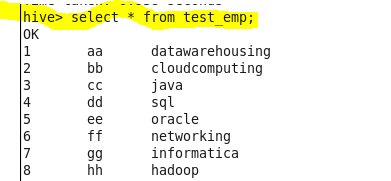 hive> select * from test_emp;
OK
1 aa datawarehousing
2 bb cloudcomputing
3 cc java
4 dd sql
5 ee oracle
6 ff networking
7 gg informatica
8 hh hadoop